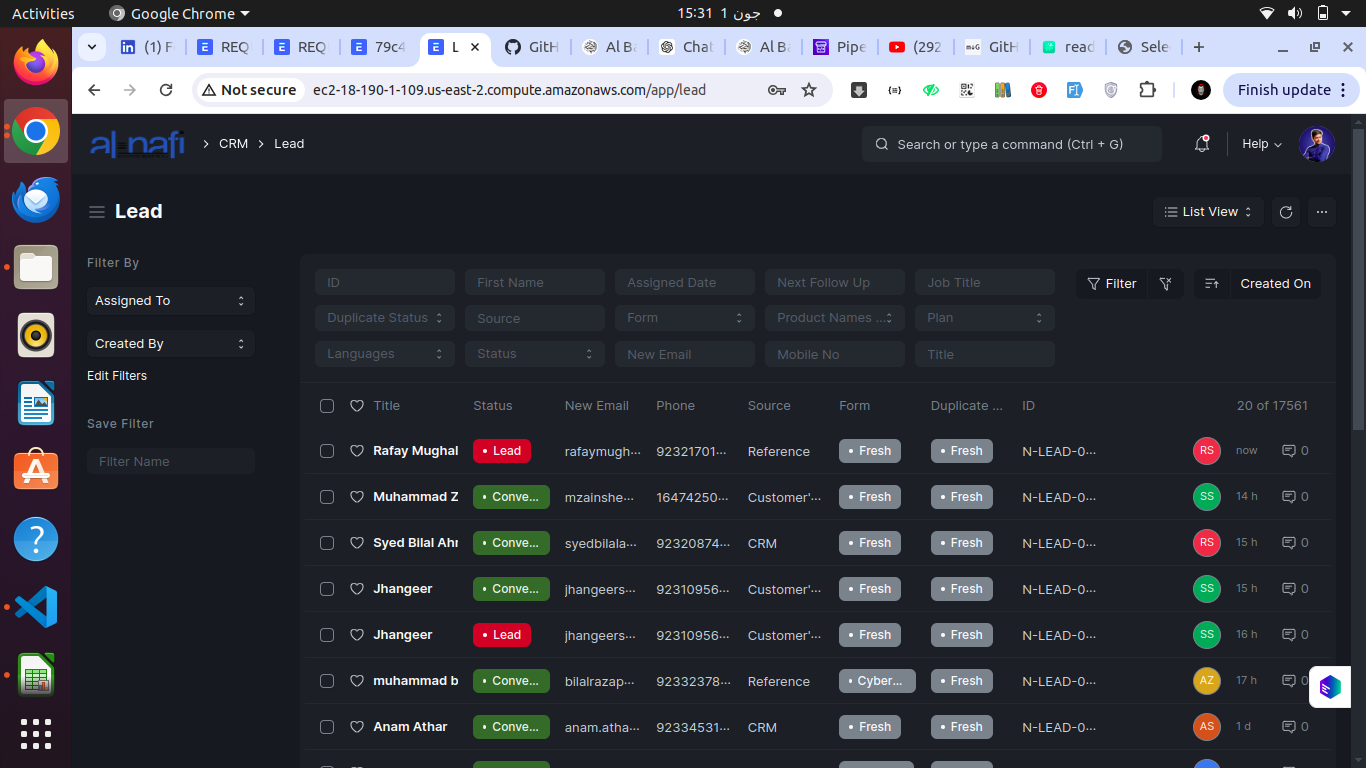 Activities Google Chrome 15:31 1 جون
(1) F REQ REQ 79c4 L GitH Al Ba Chat Al Ba Pipe (292 GitH read Sele
Not secure ec2-18-190-1-109.us-east-2.compute.amazonaws.com/app/lead Finish update
al-nafi CRM Lead Search or type a command (Ctrl + G) Help
Lead List View
Filter By
Assigned To
Created By
Edit Filters
Save Filter
Filter Name
ID First Name Assigned Date Next Follow Up Job Title Filter Created On
Duplicate Status Source Form Product Names ... Plan
Languages Status New Email Mobile No Title
Title Status New Email Phone Source Form Duplicate ... ID 20 of 17561
Rafay Mughal Lead rafaymugh··· 92321701··· Reference Fresh Fresh N-LEAD-0··· RS now 0
Muhammad Z Conve... mzainshe··· 16474250··· Customer'··· Fresh Fresh N-LEAD-0··· SS 14 h 0
Syed Bilal Ahr Conve... syedbilala··· 92320874··· CRM Fresh Fresh N-LEAD-0··· RS 15 h 0
Jhangeer Conve... jhangeers··· 92310956··· Customer'··· Fresh Fresh N-LEAD-0··· SS 15 h 0
Jhangeer Lead jhangeers··· 92310956··· Customer'··· Fresh Fresh N-LEAD-0··· SS 16 h 0
muhammad b Conve... bilalrazap··· 92332378··· Reference Cyber... Fresh N-LEAD-0··· AZ 17 h 0
Anam Athar Conve... anam.atha··· 92334531··· CRM Fresh Fresh N-LEAD-0··· AS 1 d 0